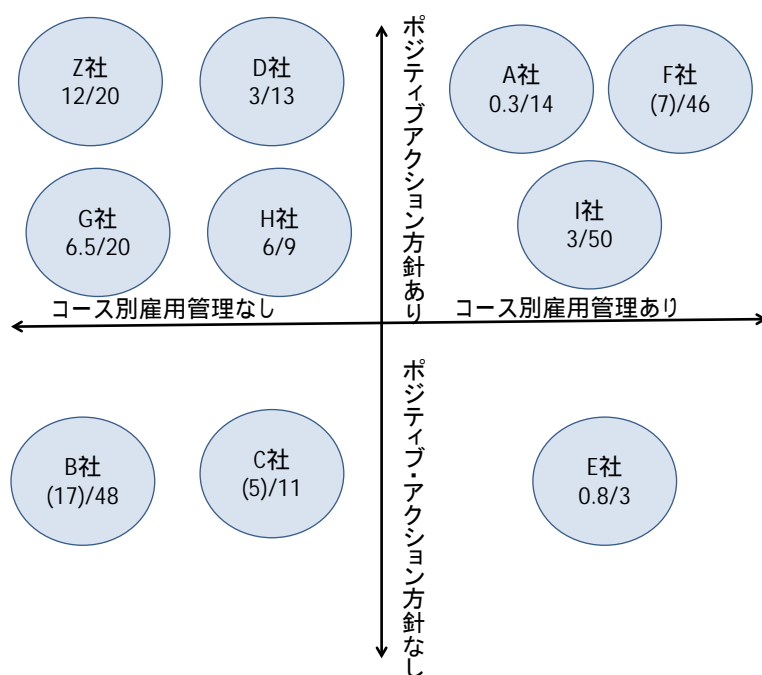 Z社
12/20
D社
3/13
ポジティブアクション方針あり
A社
0.3/14
F社
(7)/46
G社
6.5/20
H社
6/9
I社
3/50
コース別雇用管理なし
コース別雇用管理あり
ポジティブ・アクション方針なし
B社
(17)/48
C社
(5)/11
E社
0.8/3